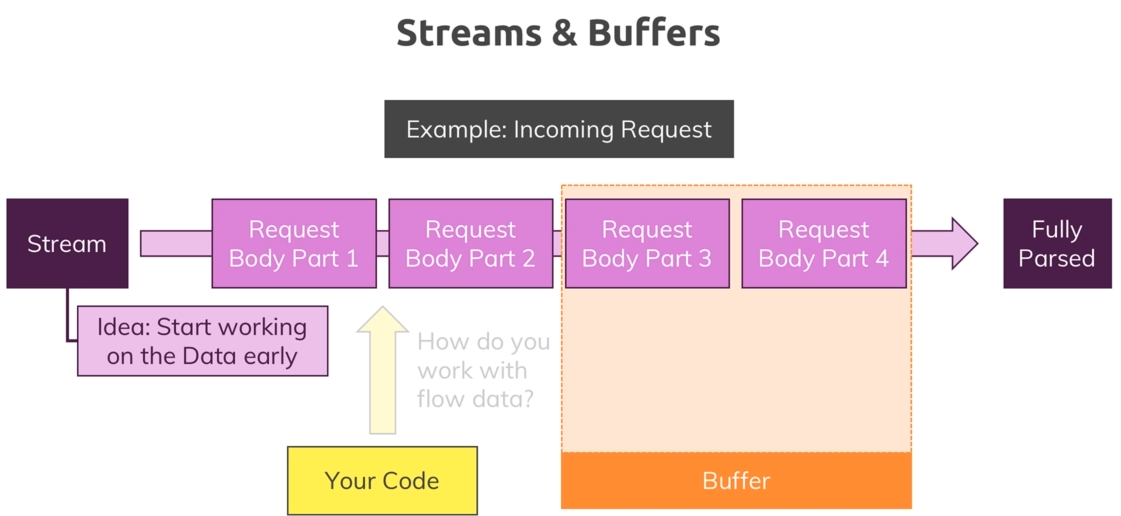 Streams & Buffers
Example: Incoming Request
Stream
Request
Body Part 1
Request
Body Part 2
Request
Body Part 3
Request
Body Part 4
Fully
Parsed
Idea: Start working
on the Data early
How do you
work with
flow data?
Your Code
Buffer